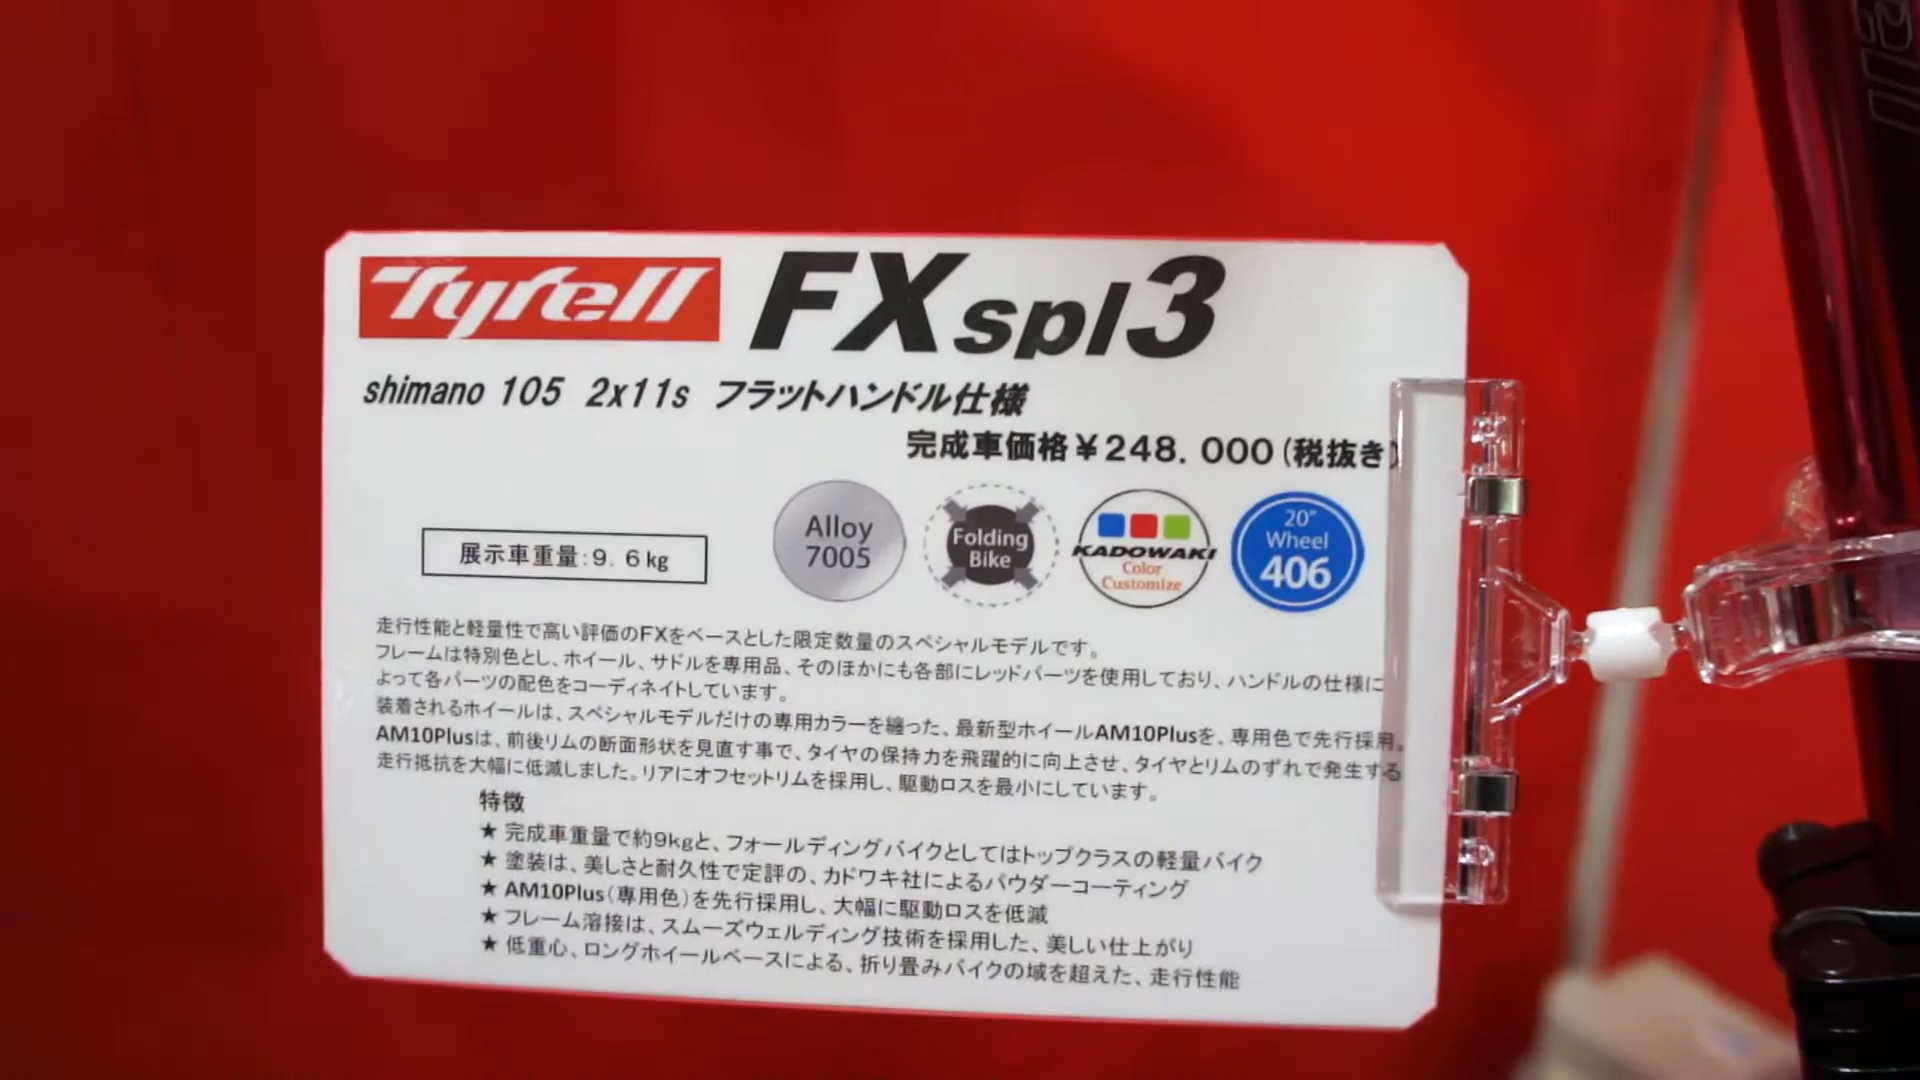 Tyrell FXspl3
shimano 105 2x11s フラットハンドル仕様
完成車価格￥248.000(税抜き)
展示車重量:9.6kg
Alloy
7005
Folding
Bike
KADOWAKI
Color
Customize
20"
Wheel
406
走行性能と軽量性で高い評価のFXをベースとした限定数量のスペシャルモデルです。
フレームは特別色とし、ホイール、サドルを専用品、そのほかにも各部にレッドパーツを使用しており、ハンドルの仕様に
よって各パーツの配色をコーディネイトしています。
装着されるホイールは、スペシャルモデルだけの専用カラーを纏った、最新型ホイールAM10Plusを、専用色で先行採用。
AM10Plusは、前後リムの断面形状を見直す事で、タイヤの保持力を飛躍的に向上させ、タイヤとリムのずれで発生する
走行抵抗を大幅に低減しました。リアにオフセットリムを採用し、駆動ロスを最小にしています。
特徴
★ 完成車重量で約9kgと、フォールディングバイクとしてはトップクラスの軽量バイク
★ 塗装は、美しさと耐久性で定評の、カドワキ社によるパウダーコーティング
★ AM10Plus(専用色)を先行採用し、大幅に駆動ロスを低減
★ フレーム溶接は、スムーズウェルディング技術を採用した、美しい仕上がり
★ 低重心、ロングホイールベースによる、折り畳みバイクの域を超えた、走行性能